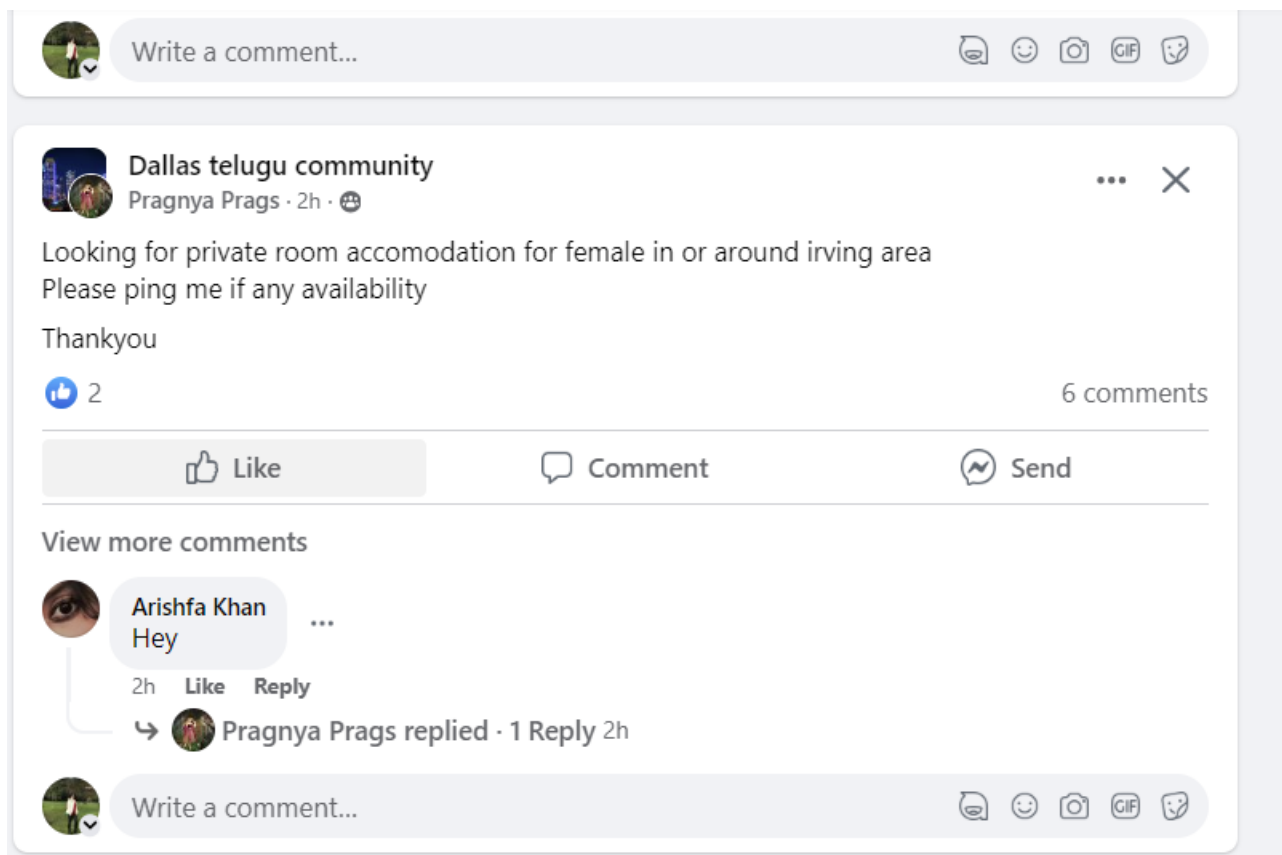 Write a comment...
GIF
Dallas telugu community
Pragnya Prags · 2h ·
Looking for private room accomodation for female in or around irving area
Please ping me if any availability
Thankyou
2
6 comments
Like
Comment
Send
View more comments
Arishfa Khan
Hey
2h Like Reply
Pragnya Prags replied · 1 Reply 2h
Write a comment...
GIF